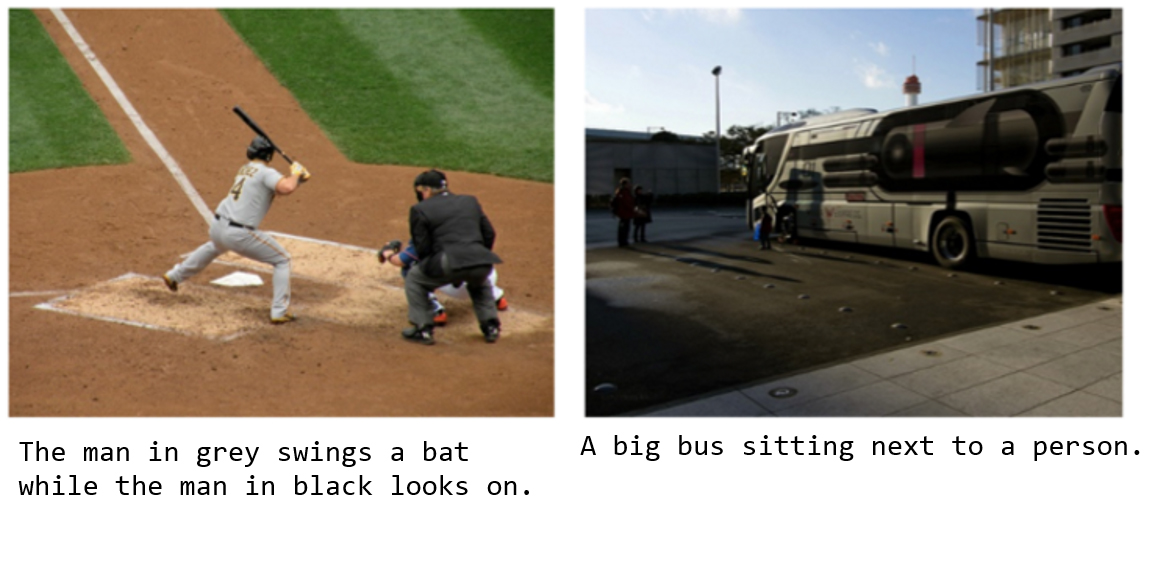 4
The man in grey swings a bat
while the man in black looks on.
A big bus sitting next to a person.